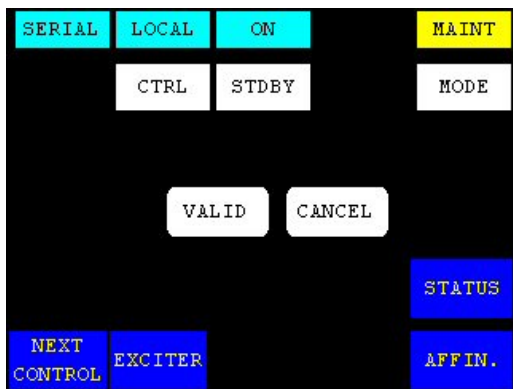 SERIAL LOCAL ON MAINT
CTRL STDBY MODE
VALID CANCEL
STATUS
NEXT
CONTROL EXCITER AFFIN.